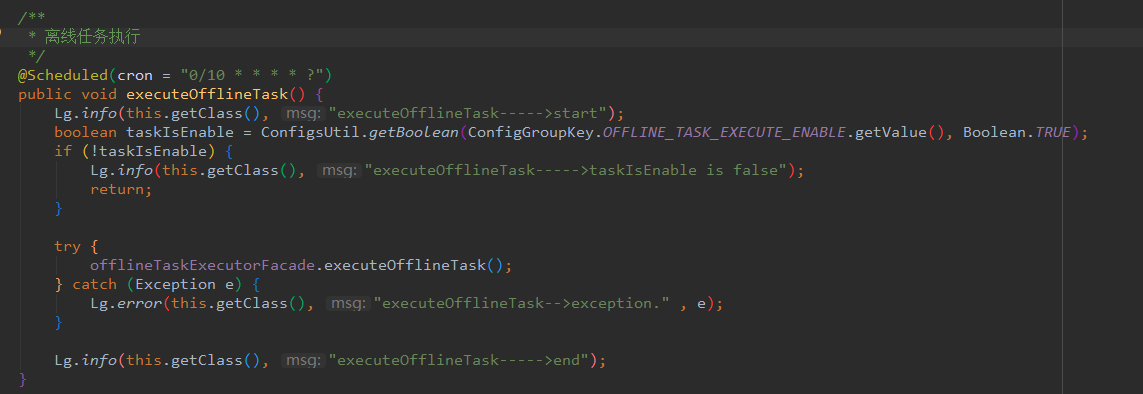 /**
* 离线任务执行
*/
@Scheduled(cron = "0/10 * * * * ?")
public void executeOfflineTask() {
Lg.info(this.getClass(), msg: "executeOfflineTask----->start");
boolean taskIsEnable = ConfigsUtil.getBoolean(ConfigGroupKey.OFFLINE_TASK_EXECUTE_ENABLE.getValue(), Boolean.TRUE);
if (!taskIsEnable) {
Lg.info(this.getClass(), msg: "executeOfflineTask----->taskIsEnable is false");
return;
}
try {
offlineTaskExecutorFacade.executeOfflineTask();
} catch (Exception e) {
Lg.error(this.getClass(), msg: "executeOfflineTask-->exception." , e);
}
Lg.info(this.getClass(), msg: "executeOfflineTask----->end");
}